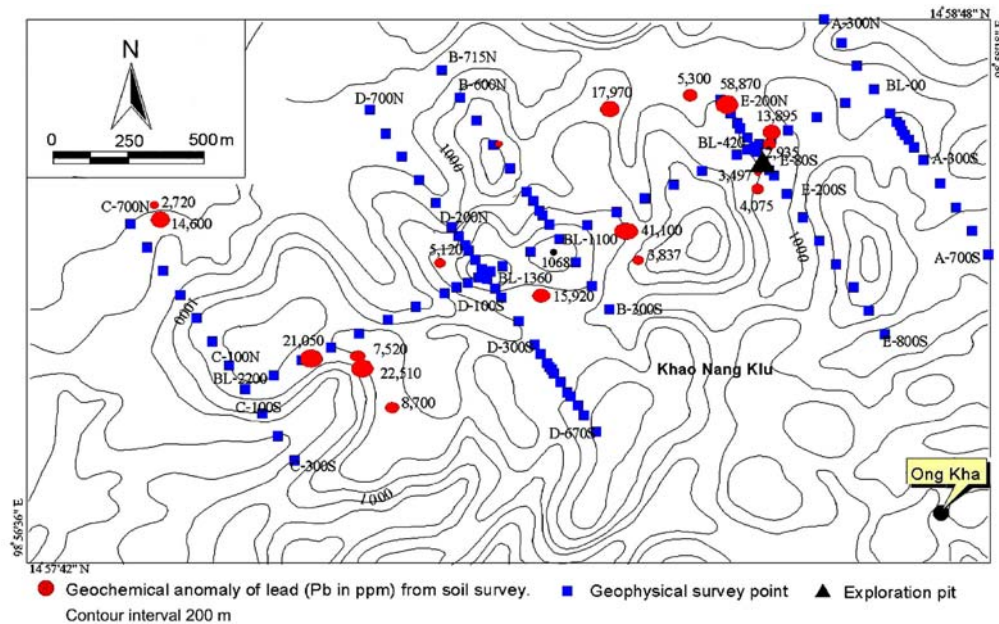 14 58'48" N
N
0 250 500 m
A-300N
B-715N
B-600N
5,300
58,870
17,970
E-200N
13,895
BL-00
D-700N
BL-420
7,935
E-80S
A-300S
3,497
4,075
E-200S
C-700N
2,720
14,600
1000
D-200N
BL-1100
41,100
1000
5,120
1068
3,837
A-700S
BL-1360
D-100S
15,920
B-200S
1000
E-800S
21,050
7,520
D-300S
C-100N
22,510
Khao Nang Klu
BL-2200
C-100S
8,700
D-670S
C-300S
Ong Kha
1000
98 56'36" E
14 57'42" N
Geochemical anomaly of lead (Pb in ppm) from soil survey.
Geophysical survey point
Exploration pit
Contour interval 200 m